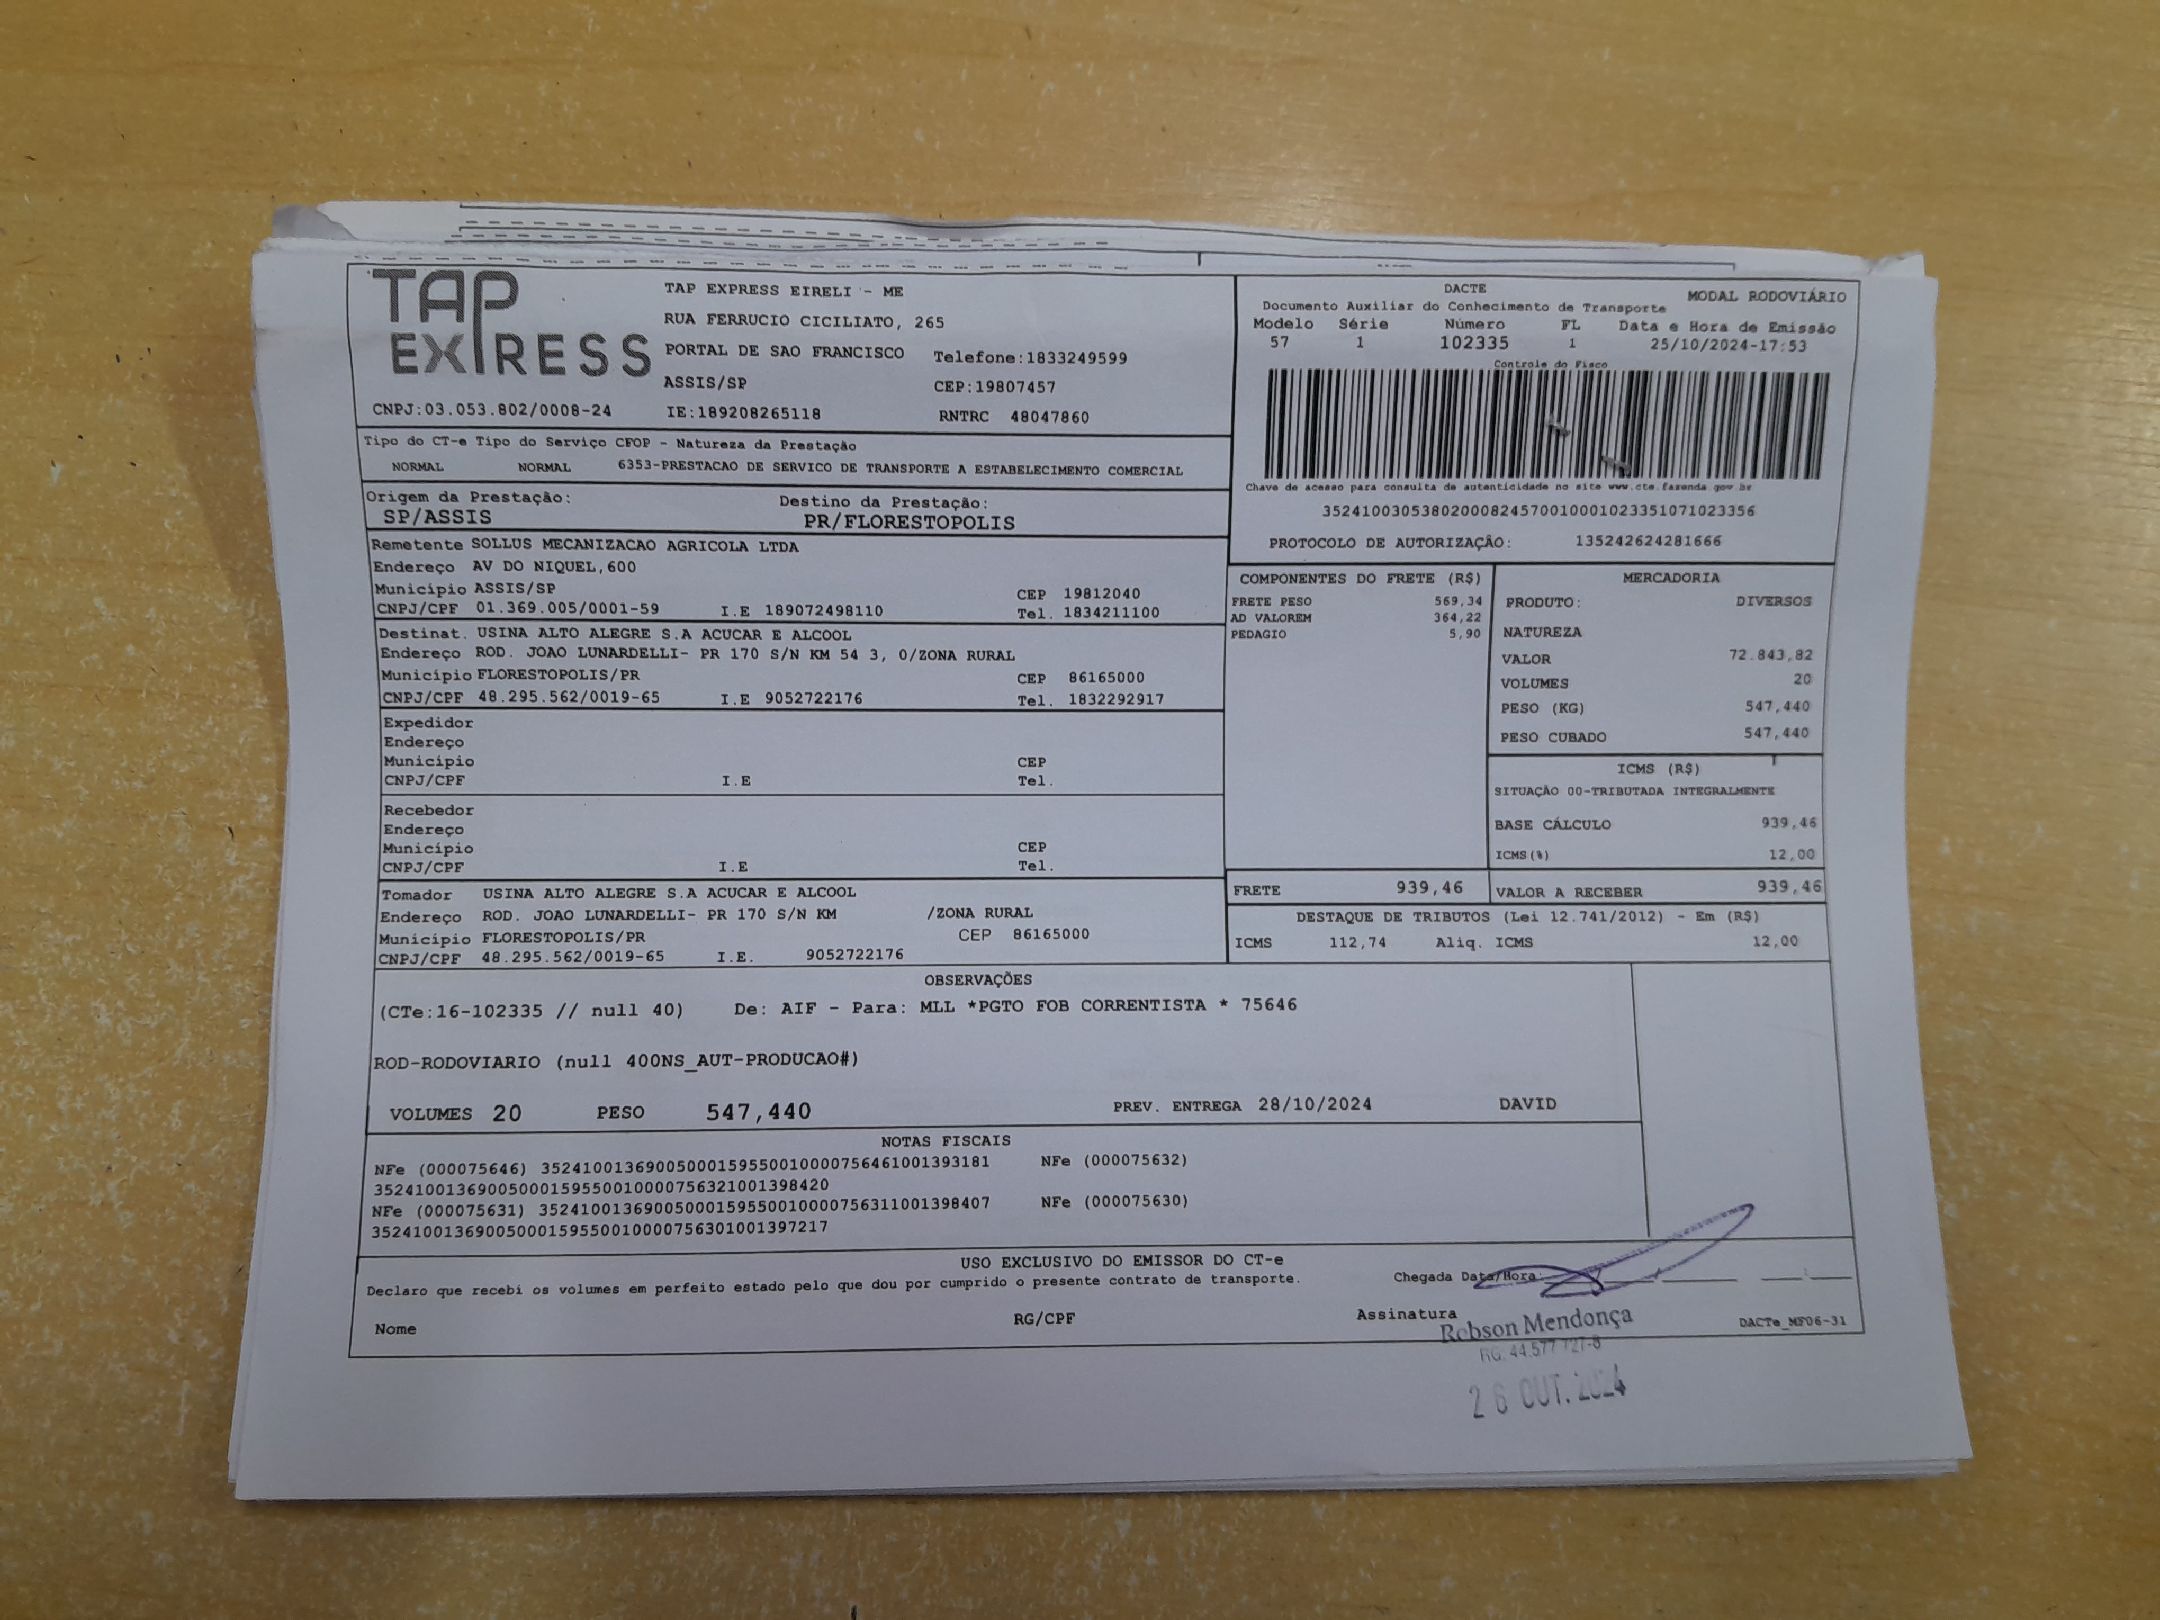 TAP EXPRESS
TAP EXPRESS EIRELI - ME
RUA FERRUCIO CICILIATO, 265
PORTAL DE SAO FRANCISCO Telefone:1833249599
ASSIS/SP CEP:19807457
CNPJ:03.053.802/0008-24 IE:189208265118 RNTRC 48047860
DACTE MODAL RODOVIÁRIO
Documento Auxiliar do Conhecimento de Transporte
Modelo Série Número FL Data e Hora de Emissão
57 1 102335 1 25/10/2024-17:53
Controle do Fisco
Chave de acesso para consulta de autenticidade no site www.cte.fazenda.gov.br
35241003053802000824570010001023351071023356
PROTOCOLO DE AUTORIZAÇÃO: 135242624281666
Tipo do CT-e Tipo do Serviço CFOP - Natureza da Prestação
NORMAL NORMAL 6353-PRESTACAO DE SERVICO DE TRANSPORTE A ESTABELECIMENTO COMERCIAL
Origem da Prestação: Destino da Prestação:
SP/ASSIS PR/FLORESTOPOLIS
Remetente SOLLUS MECANIZACAO AGRICOLA LTDA
Endereço AV DO NIQUEL,600
Município ASSIS/SP CEP 19812040
CNPJ/CPF 01.369.005/0001-59 I.E 189072498110 Tel. 1834211100
Destinat. USINA ALTO ALEGRE S.A ACUCAR E ALCOOL
Endereço ROD. JOAO LUNARDELLI- PR 170 S/N KM 54 3, 0/ZONA RURAL
Município FLORESTOPOLIS/PR CEP 86165000
CNPJ/CPF 48.295.562/0019-65 I.E 9052722176 Tel. 1832292917
Expedidor
Endereço
Município CEP
CNPJ/CPF I.E Tel.
Recebedor
Endereço
Município CEP
CNPJ/CPF I.E Tel.
Tomador USINA ALTO ALEGRE S.A ACUCAR E ALCOOL
Endereço ROD. JOAO LUNARDELLI- PR 170 S/N KM /ZONA RURAL
Município FLORESTOPOLIS/PR CEP 86165000
CNPJ/CPF 48.295.562/0019-65 I.E. 9052722176
COMPONENTES DO FRETE (R$)
FRETE PESO 569,34
AD VALOREM 364,22
PEDAGIO 5,90
MERCADORIA
PRODUTO: DIVERSOS
NATUREZA
VALOR 72.843,82
VOLUMES 20
PESO (KG) 547,440
PESO CUBADO 547,440
ICMS (R$)
SITUAÇÃO 00-TRIBUTADA INTEGRALMENTE
BASE CÁLCULO 939,46
ICMS(%) 12,00
FRETE 939,46 VALOR A RECEBER 939,46
DESTAQUE DE TRIBUTOS (Lei 12.741/2012) - Em (R$)
ICMS 112,74 Aliq. ICMS 12,00
OBSERVAÇÕES
(CTe:16-102335 // null 40) De: AIF - Para: MLL *PGTO FOB CORRENTISTA * 75646
ROD-RODOVIARIO (null 400NS_AUT-PRODUCAO#)
VOLUMES 20 PESO 547,440 PREV. ENTREGA 28/10/2024 DAVID
NOTAS FISCAIS
NFe (000075646) 35241001369005000159550010000756461001393181 NFe (000075632)
35241001369005000159550010000756321001398420
NFe (000075631) 35241001369005000159550010000756311001398407 NFe (000075630)
35241001369005000159550010000756301001397217
USO EXCLUSIVO DO EMISSOR DO CT-e
Declaro que recebi os volumes em perfeito estado pelo que dou por cumprido o presente contrato de transporte. Chegada Data/Hora:
Nome RG/CPF Assinatura DACTe_MF06-31
Robson Mendonça
RG. 44.577 727-8
26 OUT. 2024